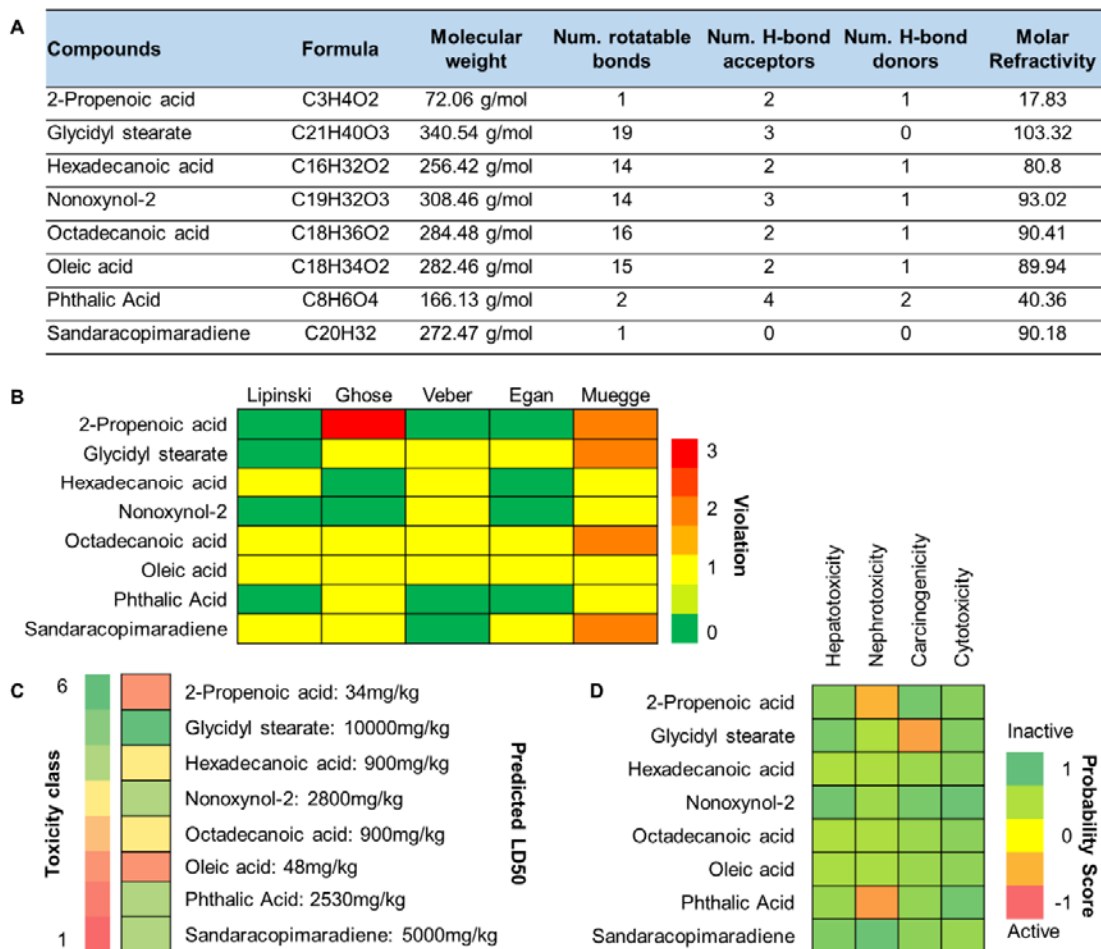 A
Compounds Formula Molecular weight Num. rotatable bonds Num. H-bond acceptors Num. H-bond donors Molar Refractivity
2-Propenoic acid C3H4O2 72.06 g/mol 1 2 1 17.83
Glycidyl stearate C21H40O3 340.54 g/mol 19 3 0 103.32
Hexadecanoic acid C16H32O2 256.42 g/mol 14 2 1 80.8
Nonoxynol-2 C19H32O3 308.46 g/mol 14 3 1 93.02
Octadecanoic acid C18H36O2 284.48 g/mol 16 2 1 90.41
Oleic acid C18H34O2 282.46 g/mol 15 2 1 89.94
Phthalic Acid C8H6O4 166.13 g/mol 2 4 2 40.36
Sandaracopimaradiene C20H32 272.47 g/mol 1 0 0 90.18
B
Lipinski Ghose Veber Egan Muegge
2-Propenoic acid
Glycidyl stearate
Hexadecanoic acid
Nonoxynol-2
Octadecanoic acid
Oleic acid
Phthalic Acid
Sandaracopimaradiene
3
2
1
0
Violation
C
6
1
Toxicity class
2-Propenoic acid: 34mg/kg
Glycidyl stearate: 10000mg/kg
Hexadecanoic acid: 900mg/kg
Nonoxynol-2: 2800mg/kg
Octadecanoic acid: 900mg/kg
Oleic acid: 48mg/kg
Phthalic Acid: 2530mg/kg
Sandaracopimaradiene: 5000mg/kg
Predicted LD50
D
Hepatotoxicity
Nephrotoxicity
Carcinogenicity
Cytotoxicity
2-Propenoic acid
Glycidyl stearate
Hexadecanoic acid
Nonoxynol-2
Octadecanoic acid
Oleic acid
Phthalic Acid
Sandaracopimaradiene
Inactive
1
0
-1
Active
Probability Score